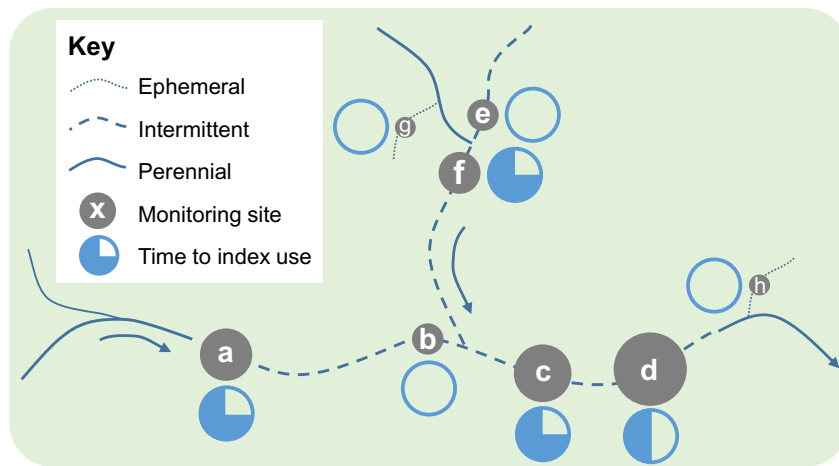 Key
Ephemeral
Intermittent
Perennial
x Monitoring site
Time to index use
e
g
f
h
a
b
c
d